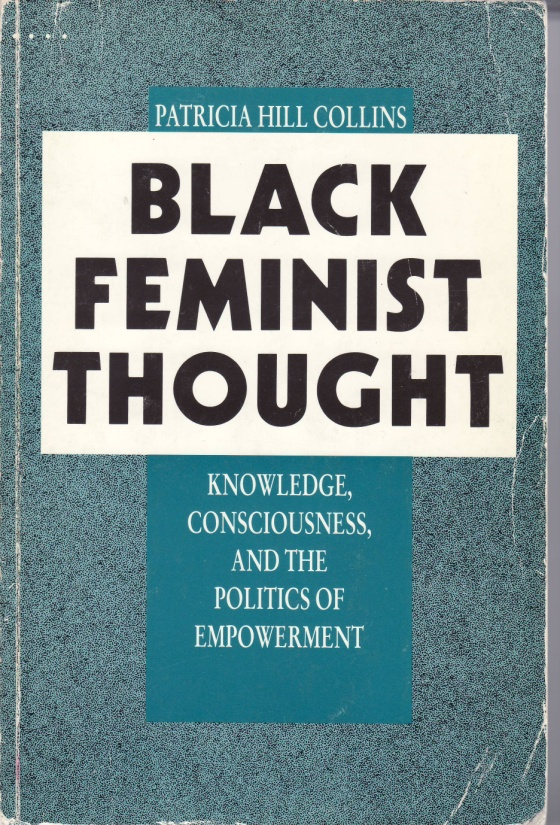 PATRICIA HILL COLLINS
BLACK
FEMINIST
THOUGHT
KNOWLEDGE,
CONSCIOUSNESS,
AND THE
POLITICS OF
EMPOWERMENT